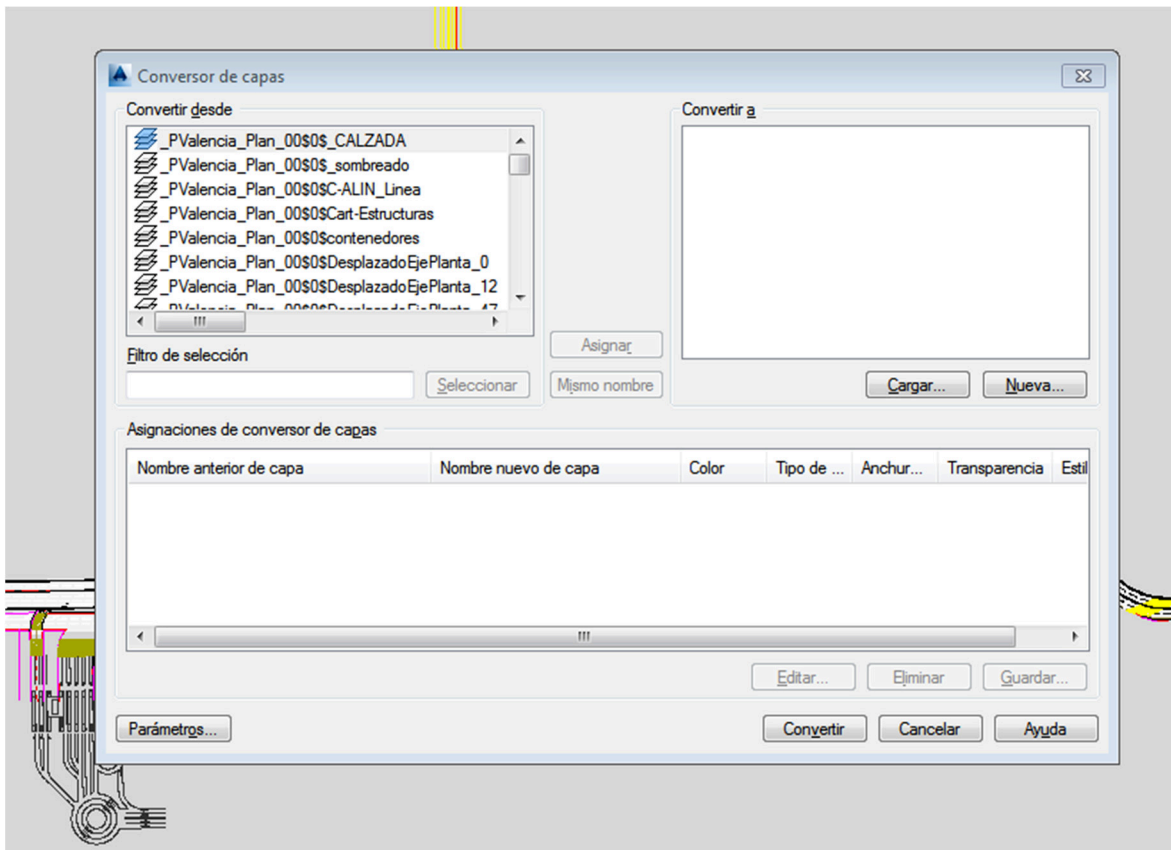 Conversor de capas
Convertir desde
_PValencia_Plan_00$0$_CALZADA
_PValencia_Plan_00$0$_sombreado
_PValencia_Plan_00$0$C-ALIN_Linea
_PValencia_Plan_00$0$Cart-Estructuras
_PValencia_Plan_00$0$contenedores
_PValencia_Plan_00$0$DesplazadoEjePlanta_0
_PValencia_Plan_00$0$DesplazadoEjePlanta_12
_PValencia_Plan_00$0$DesplazadoEjePlanta_47
Filtro de selección
Seleccionar
Asignar
Mismo nombre
Convertir a
Cargar...
Nueva...
Asignaciones de conversor de capas
Nombre anterior de capa Nombre nuevo de capa Color Tipo de ... Anchur... Transparencia Estil
Editar... Eliminar Guardar...
Parámetros... Convertir Cancelar Ayuda